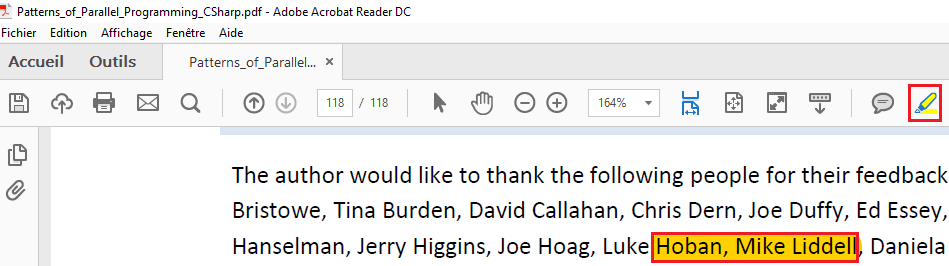 Patterns_of_Parallel_Programming_CSharp.pdf - Adobe Acrobat Reader DC
Fichier Edition Affichage Fenêtre Aide
Accueil Outils Patterns_of_Parallel... ×
118 / 118 164%
The author would like to thank the following people for their feedback
Bristowe, Tina Burden, David Callahan, Chris Dern, Joe Duffy, Ed Essey,
Hanselman, Jerry Higgins, Joe Hoag, Luke Hoban, Mike Liddell, Daniela